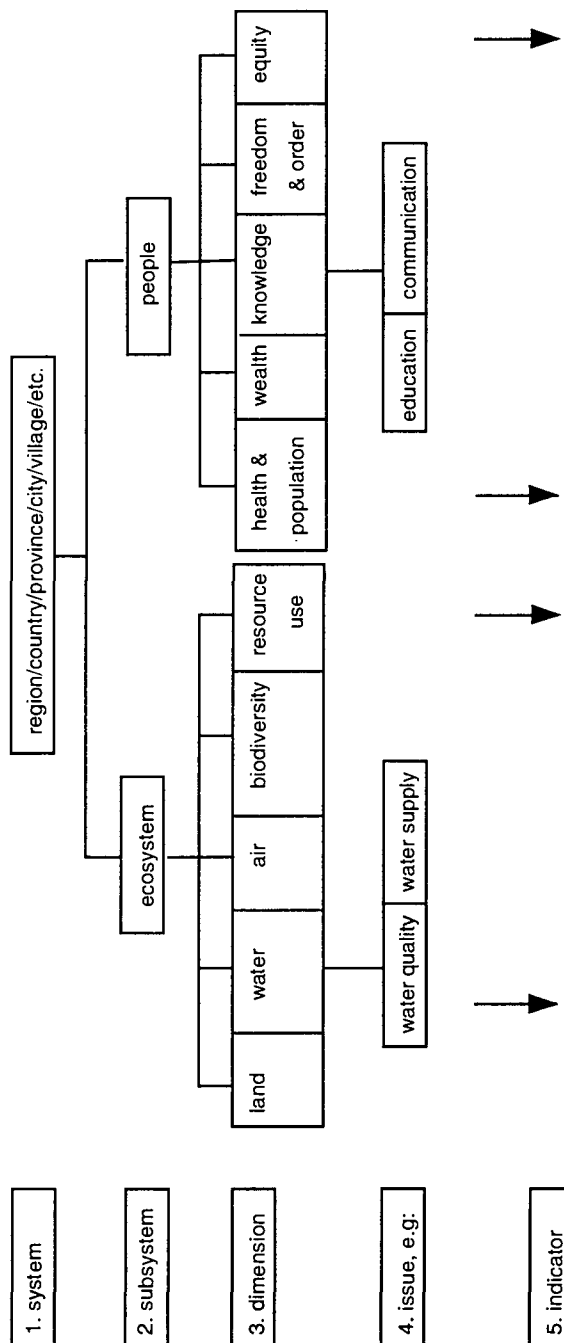 1. system
region/country/province/city/village/etc.
2. subsystem
ecosystem
people
3. dimension
land
water
air
biodiversity
resource
use
health &
population
wealth
knowledge
freedom
& order
equity
4. issue, e.g:
water quality
water supply
education
communication
5. indicator